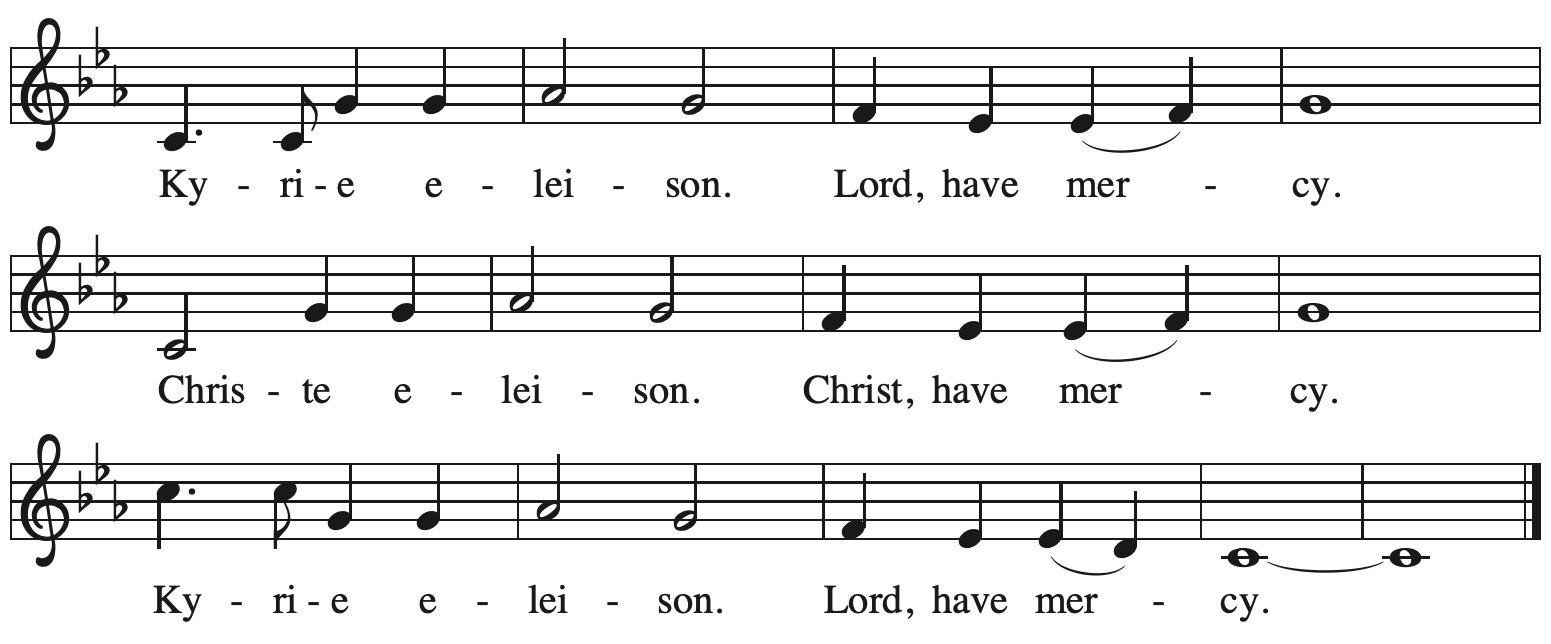 Ky - ri - e e - lei - son. Lord, have mer - cy.
Chris - te e - lei - son. Christ, have mer - cy.
Ky - ri - e e - lei - son. Lord, have mer - cy.